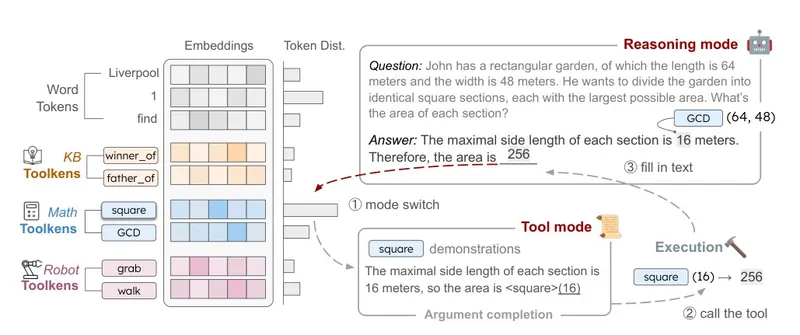 Embeddings
Token Dist.
Word
Tokens
Liverpool
1
find
KB
Toolkens
winner_of
father_of
Math
Toolkens
square
GCD
Robot
Toolkens
grab
walk
Reasoning mode
Question: John has a rectangular garden, of which the length is 64
meters and the width is 48 meters. He wants to divide the garden into
identical square sections, each with the largest possible area. What's
the area of each section?
GCD (64, 48)
Answer: The maximal side length of each section is 16 meters.
Therefore, the area is 256
① mode switch
③ fill in text
Tool mode
square demonstrations
The maximal side length of each section is
16 meters, so the area is <square>(16)
Argument completion
Execution
square (16) → 256
② call the tool